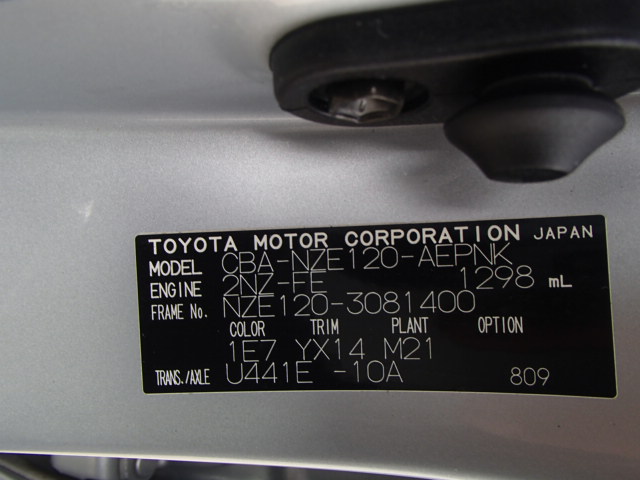 TOYOTA MOTOR CORPORATION JAPAN
MODEL CBA-NZE120-AEPNK
ENGINE 2NZ-FE 1298 mL
FRAME No. NZE120-3081400
COLOR TRIM PLANT OPTION
1E7 YX14 M21
TRANS./AXLE U441E -10A 809